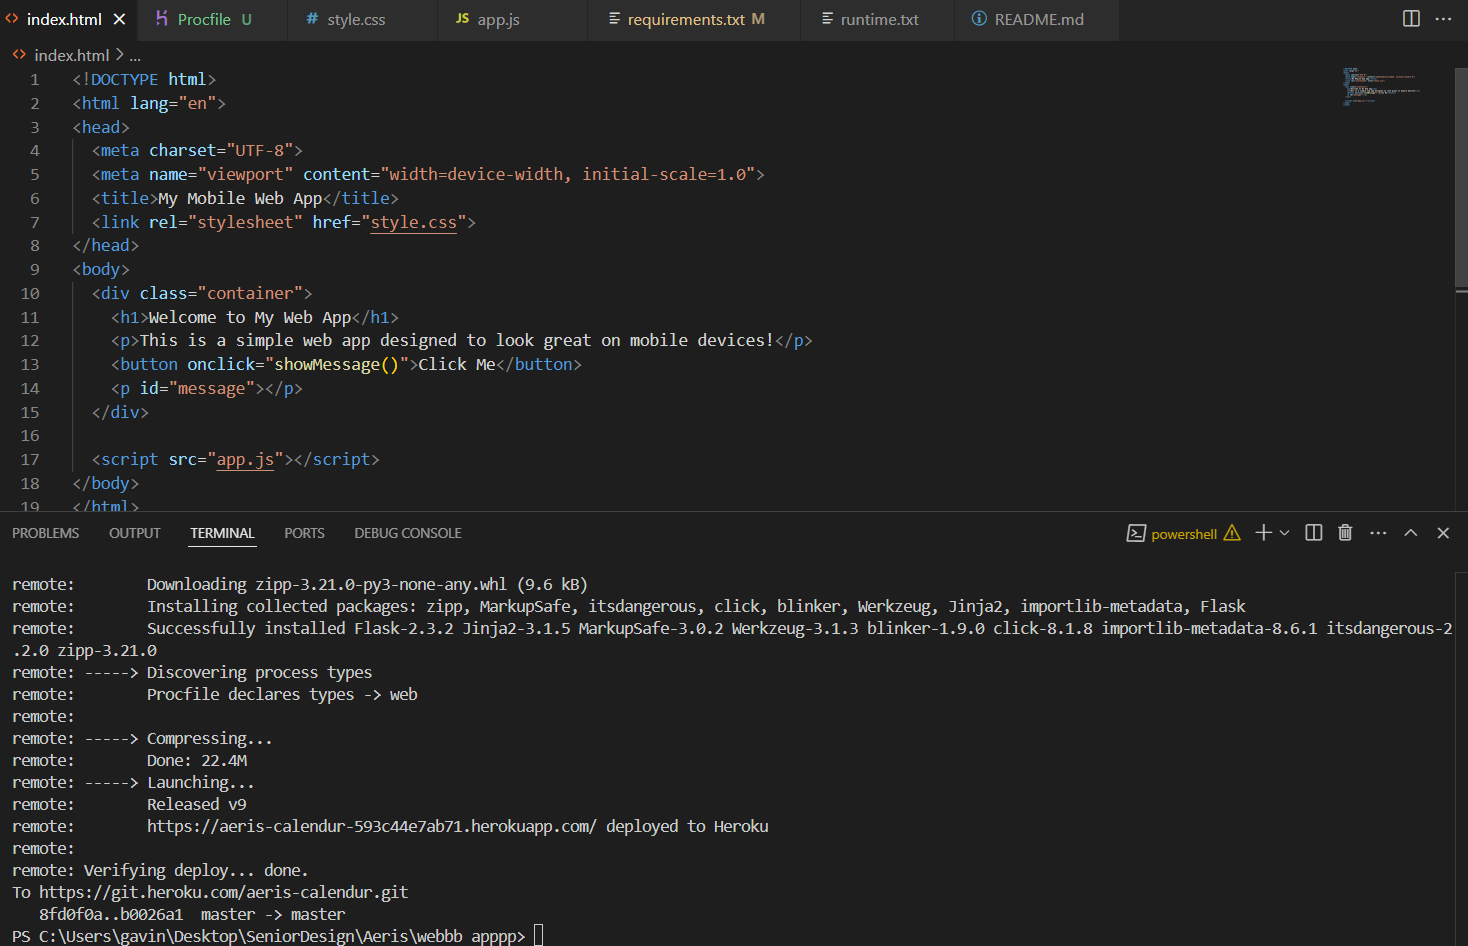 index.html Procfile U style.css app.js requirements.txt M runtime.txt README.md
index.html > ...
1 <!DOCTYPE html>
2 <html lang="en">
3 <head>
4 <meta charset="UTF-8">
5 <meta name="viewport" content="width=device-width, initial-scale=1.0">
6 <title>My Mobile Web App</title>
7 <link rel="stylesheet" href="style.css">
8 </head>
9 <body>
10 <div class="container">
11 <h1>Welcome to My Web App</h1>
12 <p>This is a simple web app designed to look great on mobile devices!</p>
13 <button onclick="showMessage()">Click Me</button>
14 <p id="message"></p>
15 </div>
16
17 <script src="app.js"></script>
18 </body>
19 </html>
PROBLEMS OUTPUT TERMINAL PORTS DEBUG CONSOLE powershell
remote: Downloading zipp-3.21.0-py3-none-any.whl (9.6 kB)
remote: Installing collected packages: zipp, MarkupSafe, itsdangerous, click, blinker, Werkzeug, Jinja2, importlib-metadata, Flask
remote: Successfully installed Flask-2.3.2 Jinja2-3.1.5 MarkupSafe-3.0.2 Werkzeug-3.1.3 blinker-1.9.0 click-8.1.8 importlib-metadata-8.6.1 itsdangerous-2
.2.0 zipp-3.21.0
remote: -----> Discovering process types
remote: Procfile declares types -> web
remote:
remote: -----> Compressing...
remote: Done: 22.4M
remote: -----> Launching...
remote: Released v9
remote: https://aeris-calendur-593c44e7ab71.herokuapp.com/ deployed to Heroku
remote:
remote: Verifying deploy... done.
To https://git.heroku.com/aeris-calendur.git
8fd0f0a..b0026a1 master -> master
PS C:\Users\gavin\Desktop\SeniorDesign\Aeris\webbb apppp>